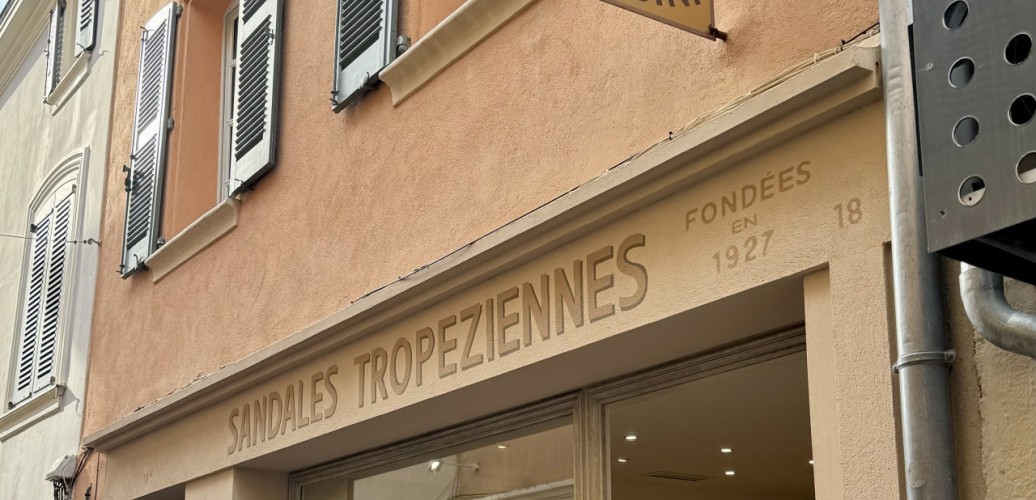 SANDALES TROPEZIENNES
FONDÉES
EN
1927
18